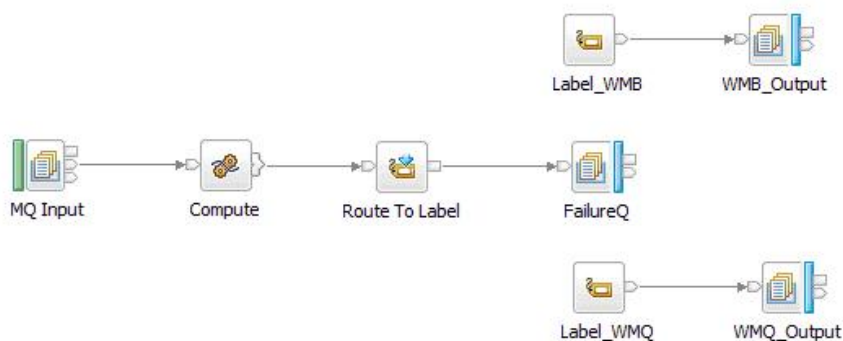 Label_WMB
WMB_Output
MQ Input
Compute
Route To Label
FailureQ
Label_WMQ
WMQ_Output